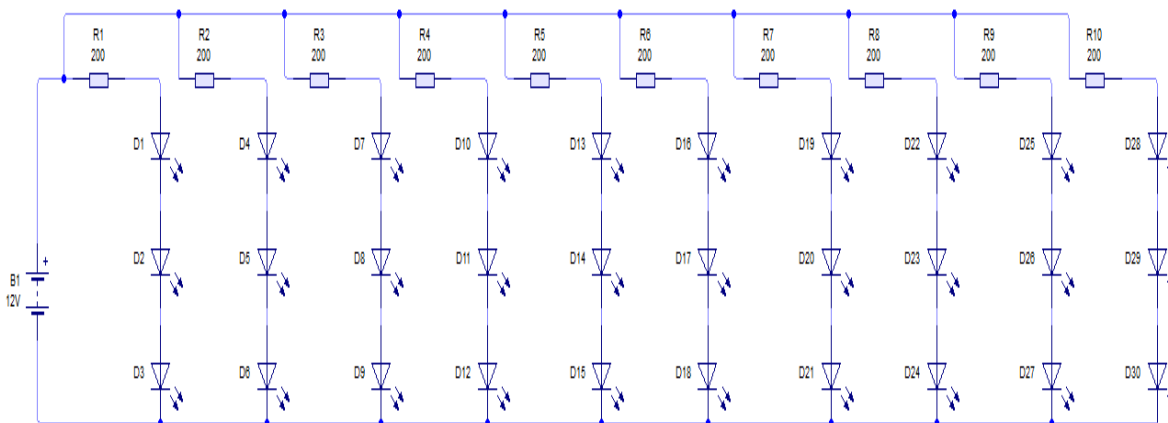 R1 R2 R3 R4 R5 R6 R7 R8 R9 R10
200 200 200 200 200 200 200 200 200 200
D1 D4 D7 D10 D13 D16 D19 D22 D25 D28
D2 D5 D8 D11 D14 D17 D20 D23 D26 D29
+
B1
12V
D3 D6 D9 D12 D15 D18 D21 D24 D27 D30